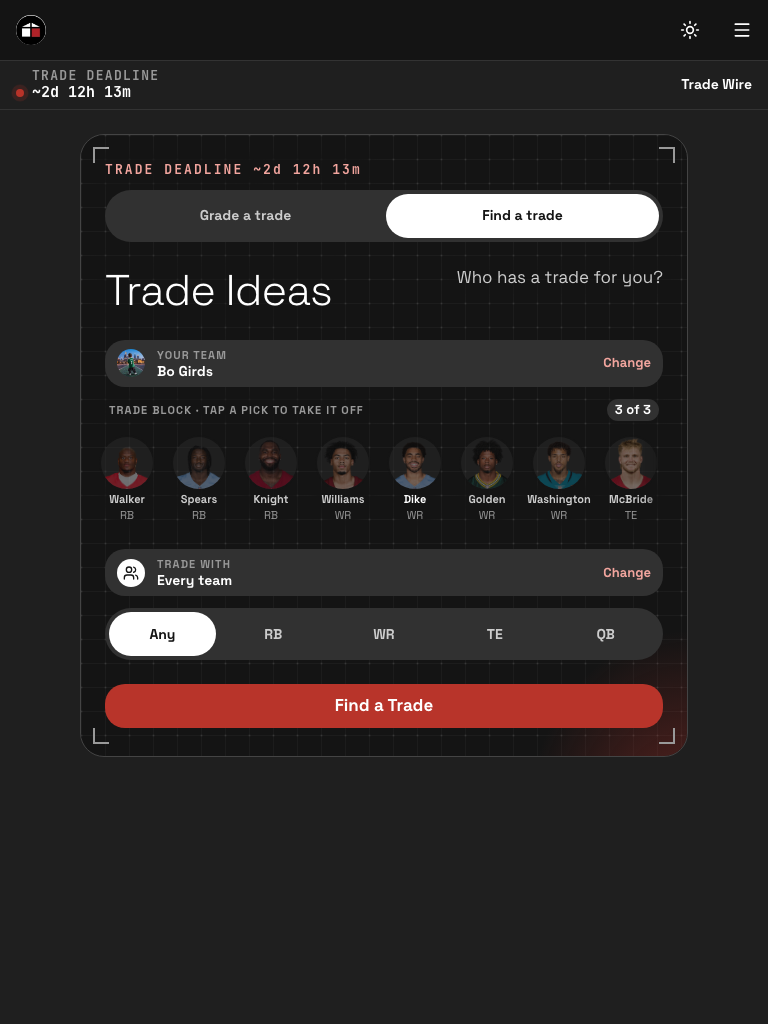 TRADE DEADLINE
~2d 12h 13m
Trade Wire
TRADE DEADLINE ~2d 12h 13m
Grade a trade
Find a trade
Trade Ideas
Who has a trade for you?
YOUR TEAM
Bo Girds
Change
TRADE BLOCK · TAP A PICK TO TAKE IT OFF
3 of 3
Walker
RB
Spears
RB
Knight
RB
Williams
WR
Dike
WR
Golden
WR
Washington
WR
McBride
TE
TRADE WITH
Every team
Change
Any
RB
WR
TE
QB
Find a Trade